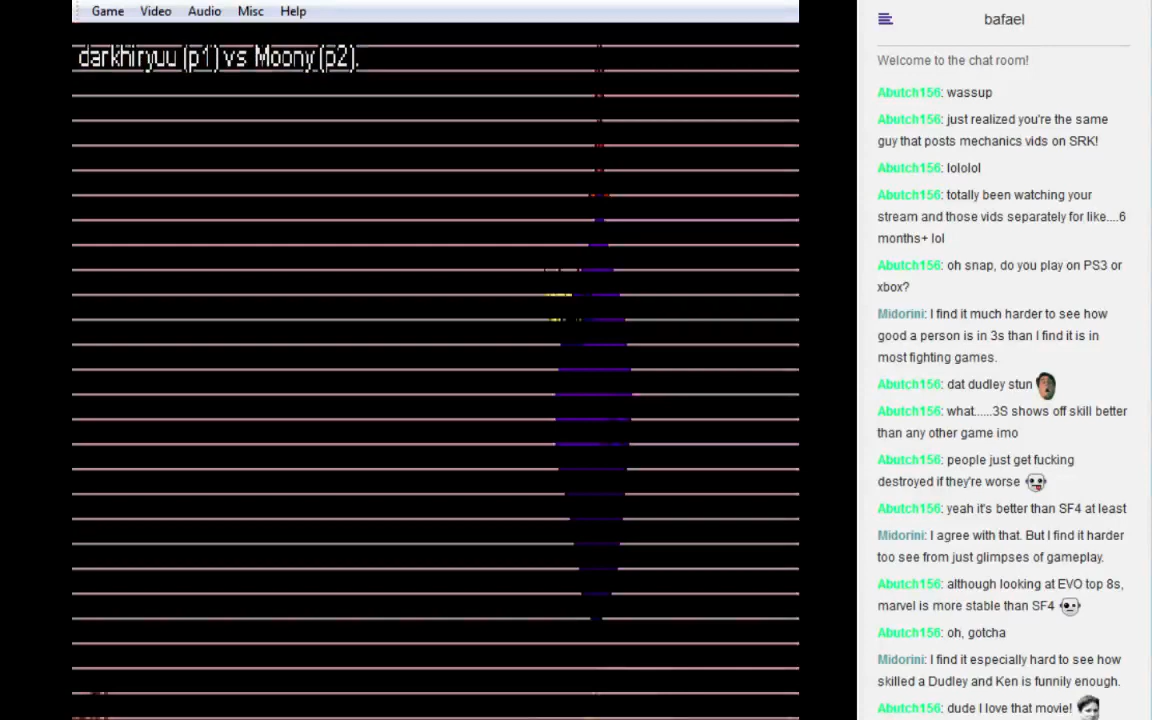 Game Video Audio Misc Help
darkhiryuu (p1) vs Moony (p2).
bafael
Welcome to the chat room!
Abutch156: wassup
Abutch156: just realized you're the same
guy that posts mechanics vids on SRK!
Abutch156: lololol
Abutch156: totally been watching your
stream and those vids separately for like....6
months+ lol
Abutch156: oh snap, do you play on PS3 or
xbox?
Midorini: I find it much harder to see how
good a person is in 3s than I find it is in
most fighting games.
Abutch156: dat dudley stun
Abutch156: what.....3S shows off skill better
than any other game imo
Abutch156: people just get fucking
destroyed if they're worse
Abutch156: yeah it's better than SF4 at least
Midorini: I agree with that. But I find it harder
too see from just glimpses of gameplay.
Abutch156: although looking at EVO top 8s,
marvel is more stable than SF4
Abutch156: oh, gotcha
Midorini: I find it especially hard to see how
skilled a Dudley and Ken is funnily enough.
Abutch156: dude I love that movie!